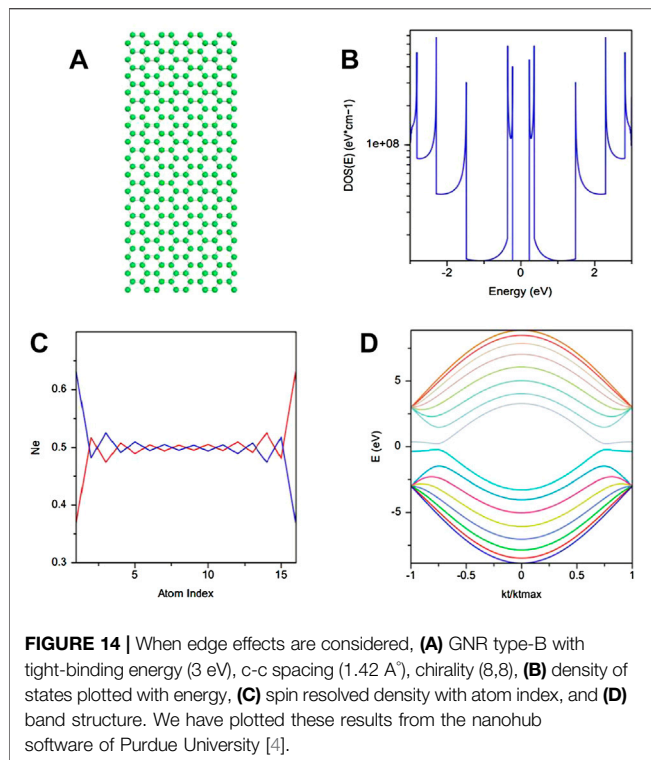 A
B
DOS(E) (eV*cm−1)
1e+08
-2
0
2
Energy (eV)
C
Ne
0.6
0.5
0.4
0.3
5
10
15
Atom Index
D
E (eV)
5
0
-5
-1
-0.5
0
0.5
1
kt/ktmax
FIGURE 14 | When edge effects are considered, (A) GNR type-B with
tight-binding energy (3 eV), c-c spacing (1.42 A°), chirality (8,8), (B) density of
states plotted with energy, (C) spin resolved density with atom index, and (D)
band structure. We have plotted these results from the nanohub
software of Purdue University [4].